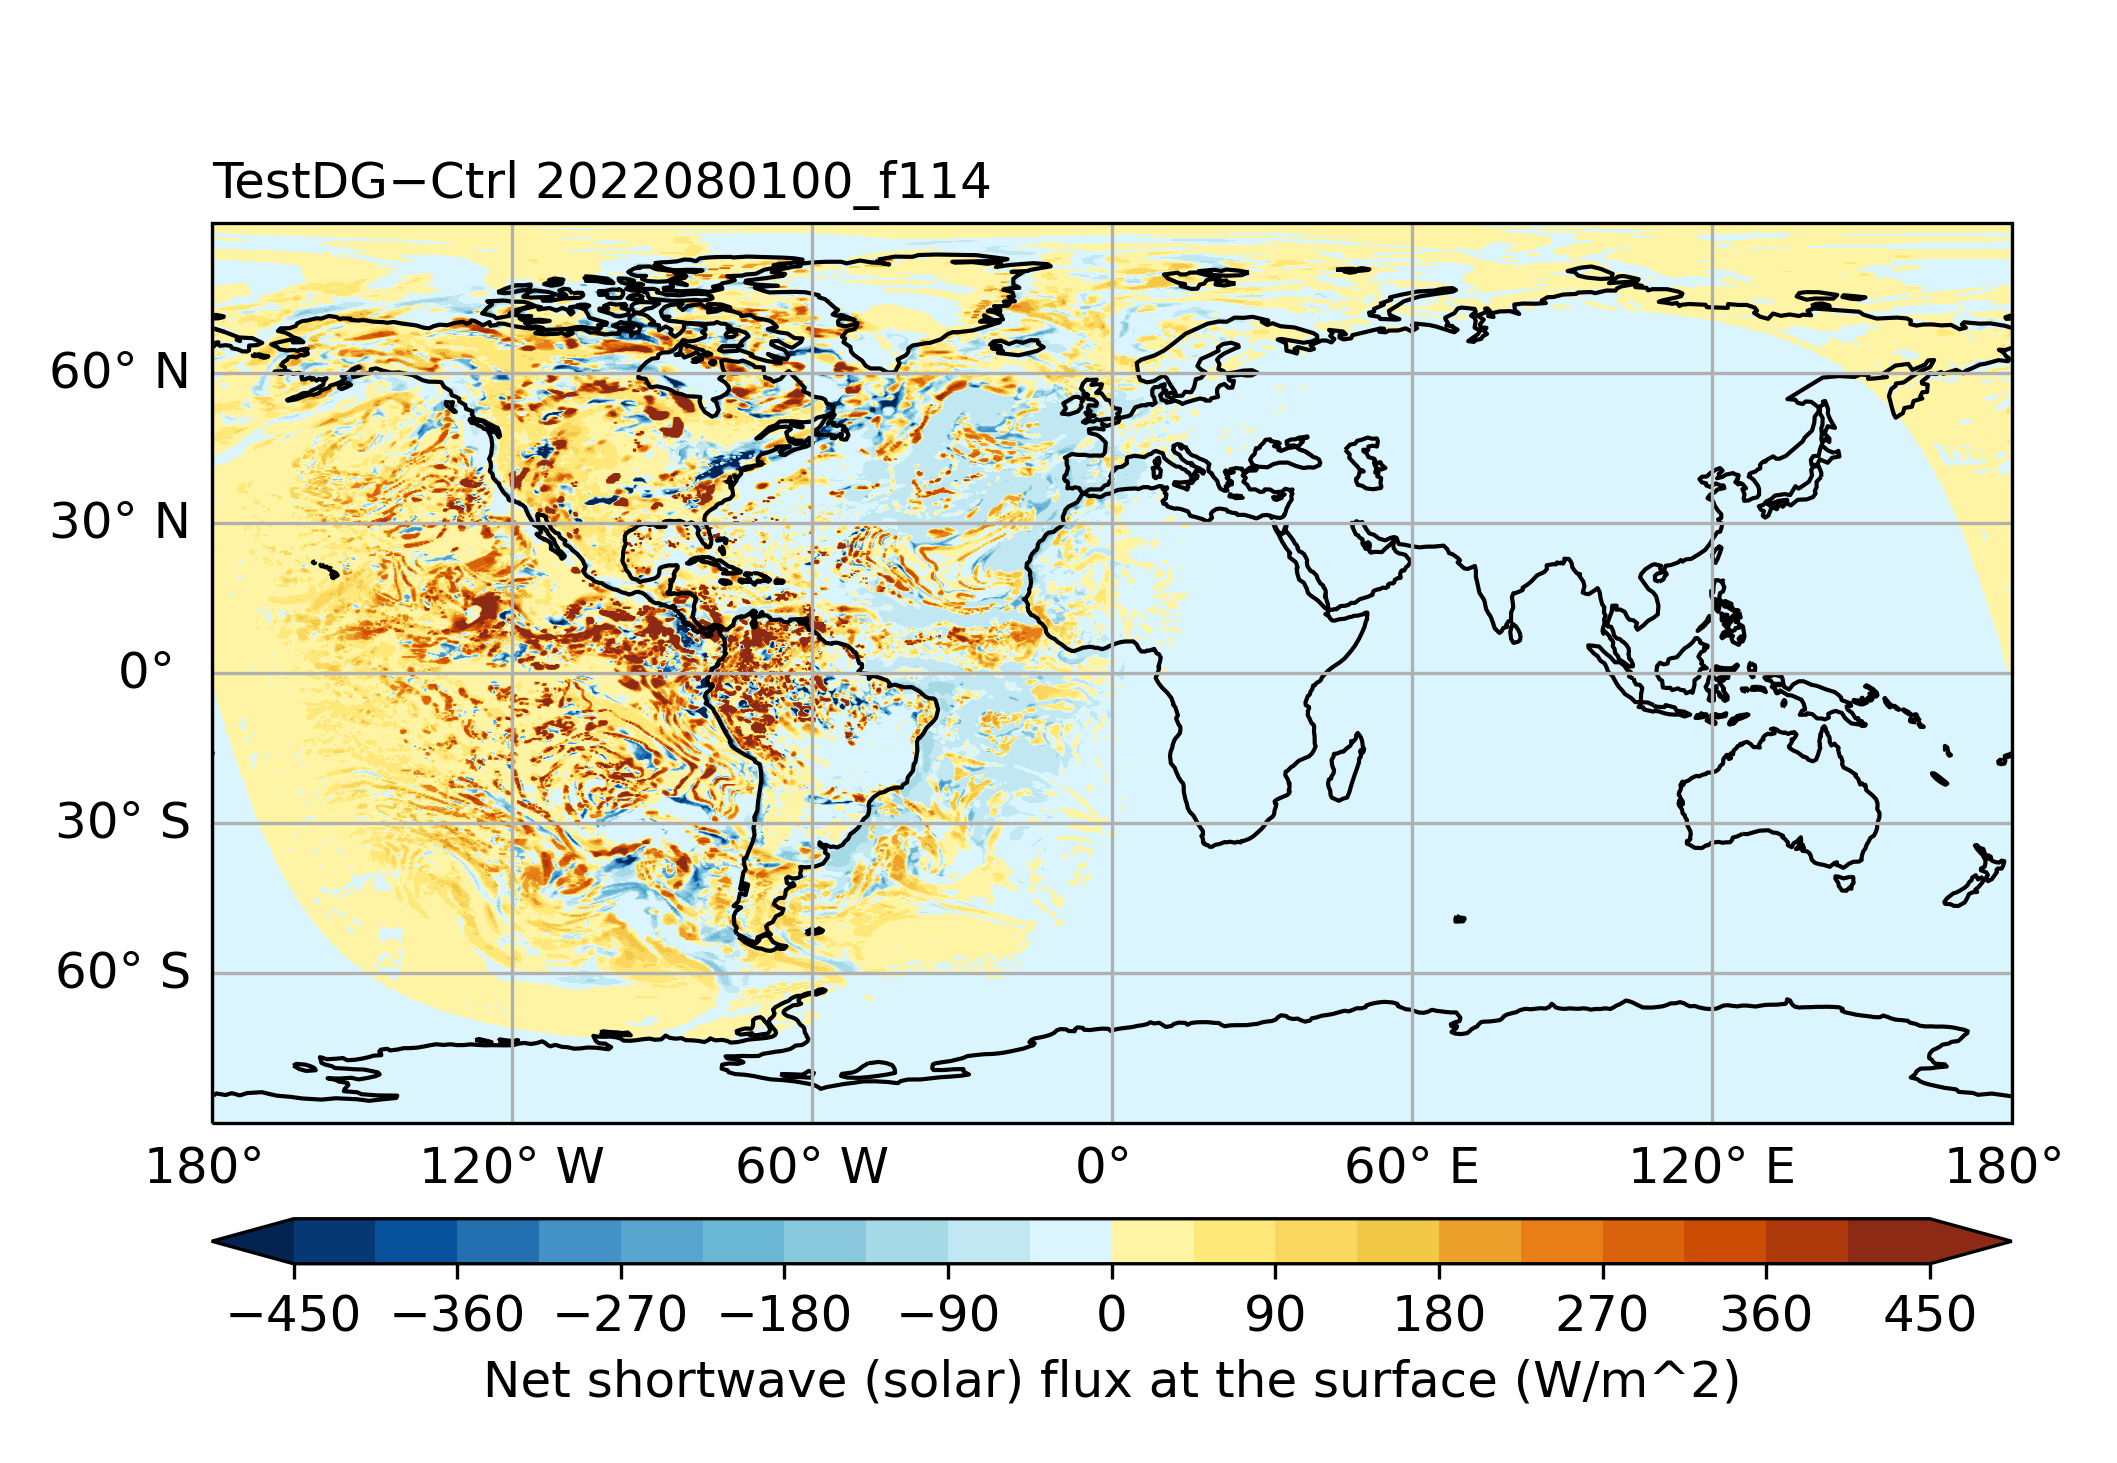 TestDG−Ctrl 2022080100_f114
60° N
30° N
0°
30° S
60° S
180° 120° W 60° W 0° 60° E 120° E 180°
−450 −360 −270 −180 −90 0 90 180 270 360 450
Net shortwave (solar) flux at the surface (W/m^2)